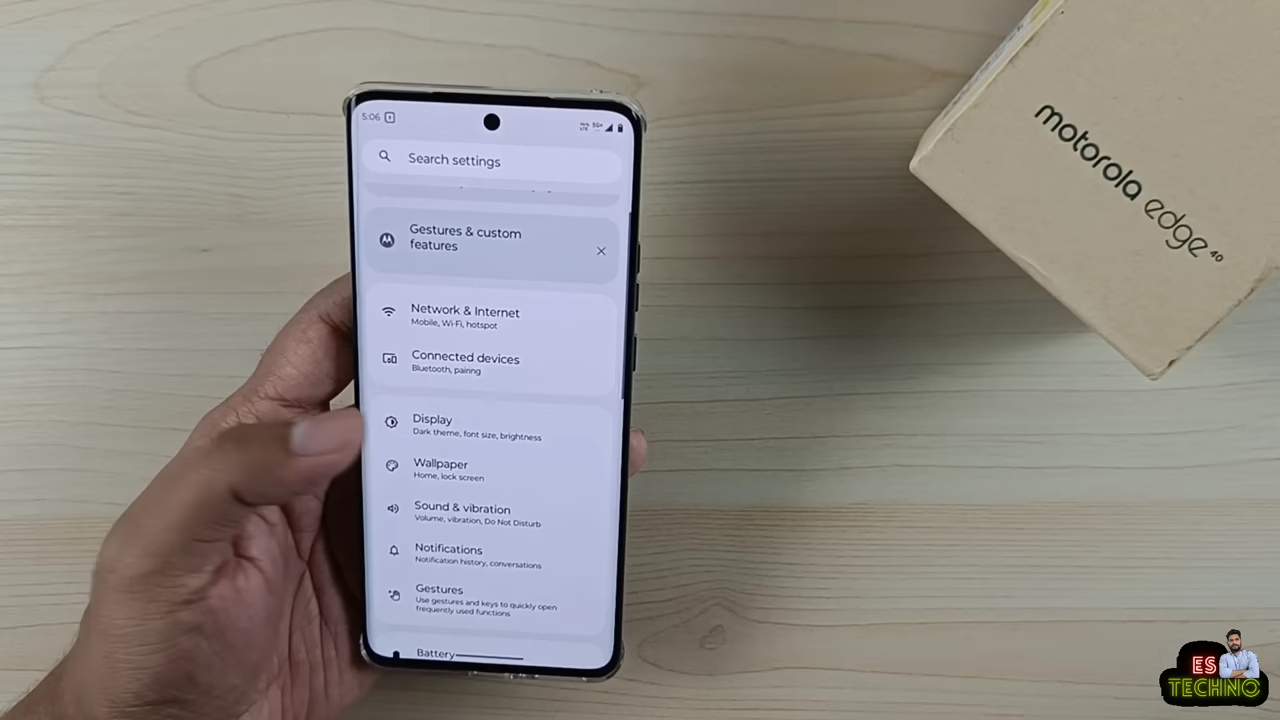 5:06
5G+
Search settings
Gestures & custom
features
Network & Internet
Mobile, Wi-Fi, hotspot
Connected devices
Bluetooth, pairing
Display
Dark theme, font size, brightness
Wallpaper
Home, lock screen
Sound & vibration
Volume, vibration, Do Not Disturb
Notifications
Notification history, conversations
Gestures
Use gestures and keys to quickly open
frequently used functions
Battery
motorola edge 40
ES
TECHNO